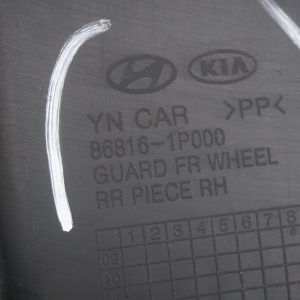 KIA
YN CAR >PP<
86816-1P000
GUARD FR WHEEL
RR PIECE RH
1 2 3 4 5 6 7 8
09
10